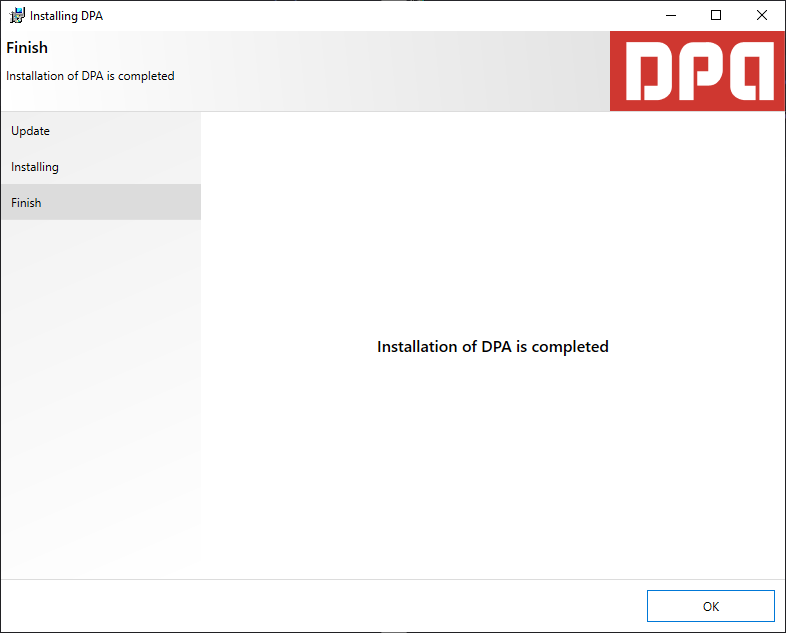 Installing DPA
Finish
Installation of DPA is completed
DPA
Update
Installing
Finish
Installation of DPA is completed
OK